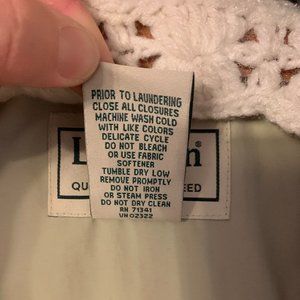 PRIOR TO LAUNDERING
CLOSE ALL CLOSURES
MACHINE WASH COLD
WITH LIKE COLORS
DELICATE CYCLE
DO NOT BLEACH
OR USE FABRIC
SOFTENER
TUMBLE DRY LOW
REMOVE PROMPTLY
DO NOT IRON
OR STEAM PRESS
DO NOT DRY CLEAN
RN 71341
VN 02322